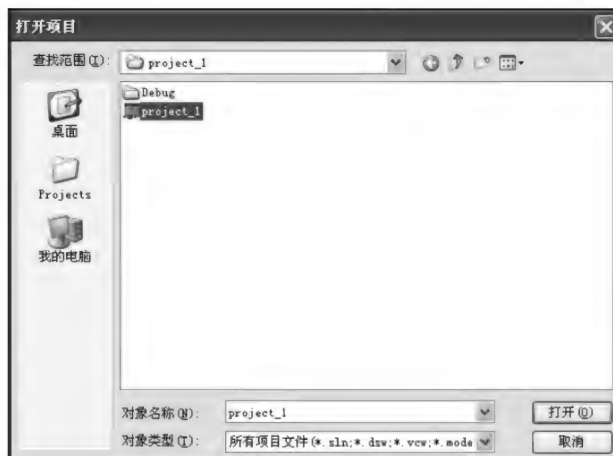 打开项目
查找范围(I):
project_1
Debug
project_1
桌面
Projects
我的电脑
对象名称(N):
project_1
打开(O)
对象类型(T):
所有项目文件(*.sln;*.dsw;*.vcw;*.mode
取消